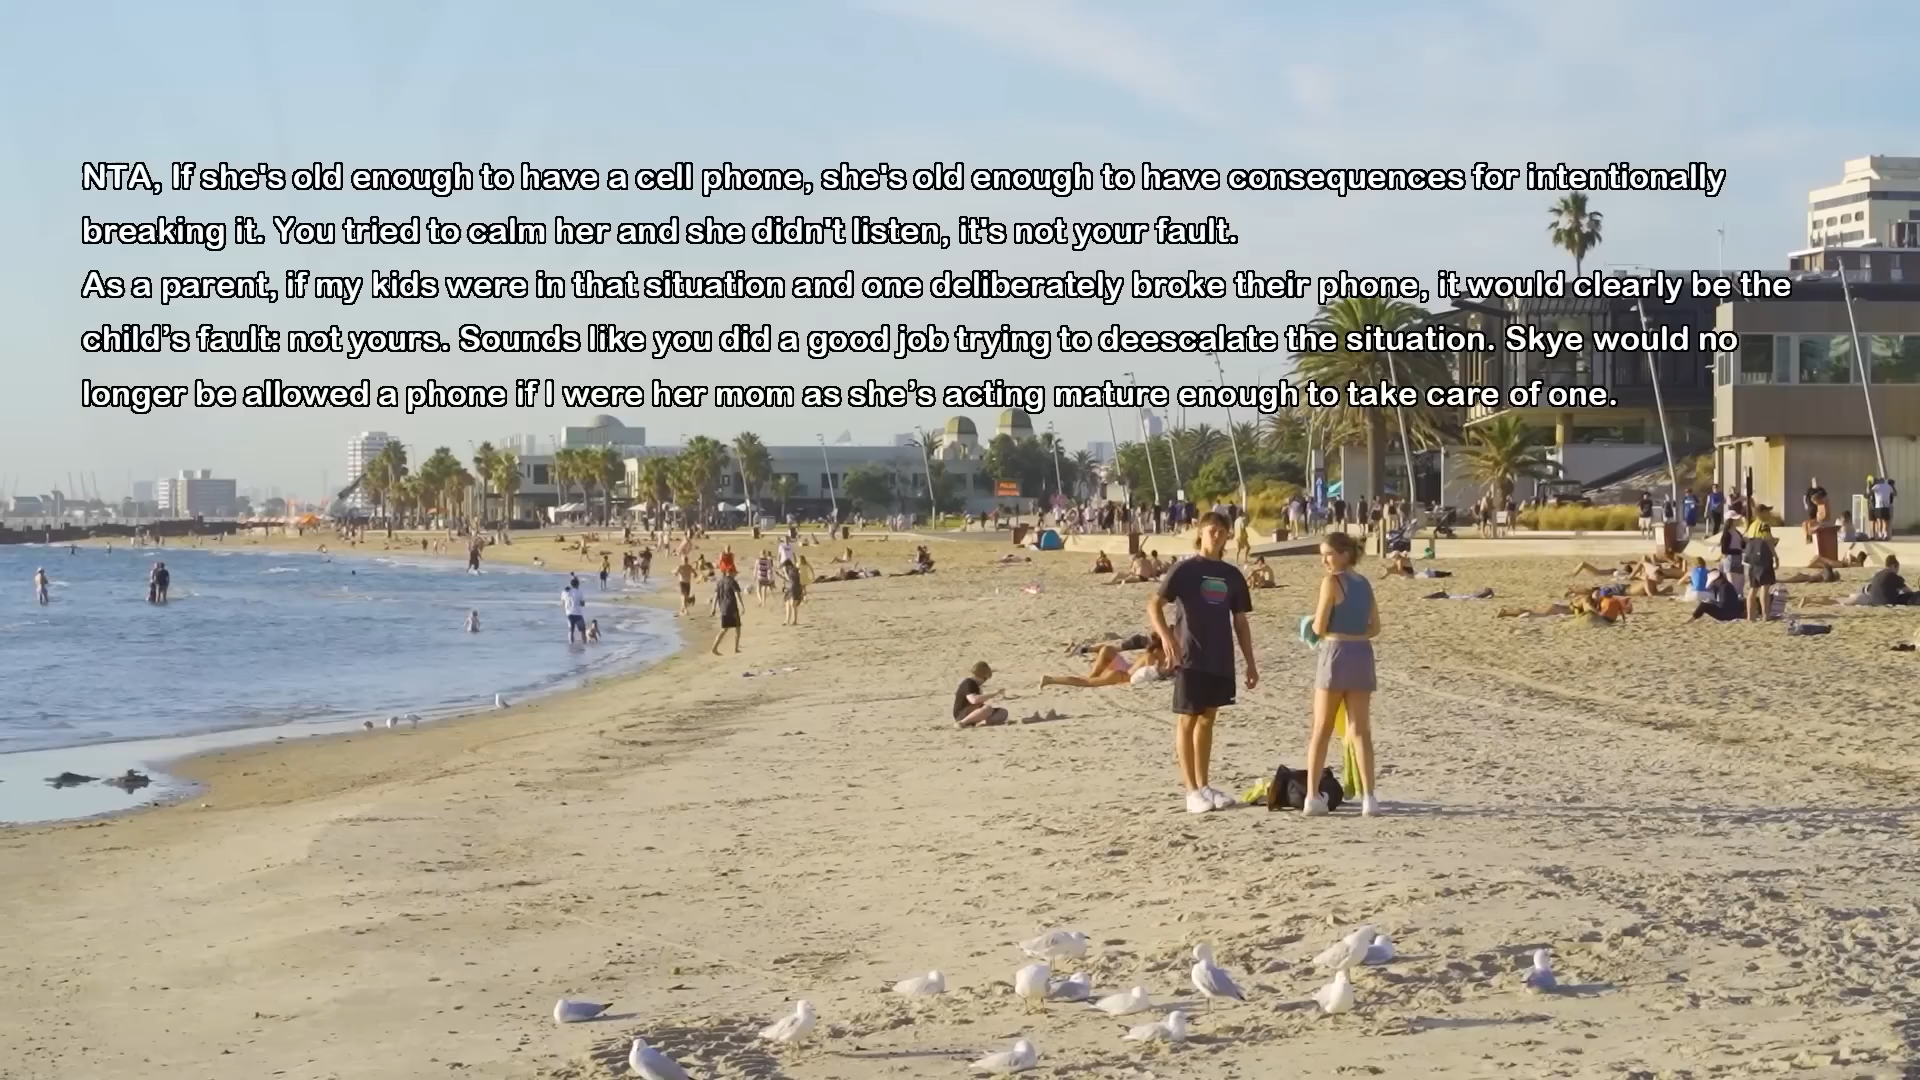 NTA, If she's old enough to have a cell phone, she's old enough to have consequences for intentionally
breaking it. You tried to calm her and she didn't listen, it's not your fault.
As a parent, if my kids were in that situation and one deliberately broke their phone, it would clearly be the
child’s fault: not yours. Sounds like you did a good job trying to deescalate the situation. Skye would no
longer be allowed a phone if I were her mom as she’s acting mature enough to take care of one.